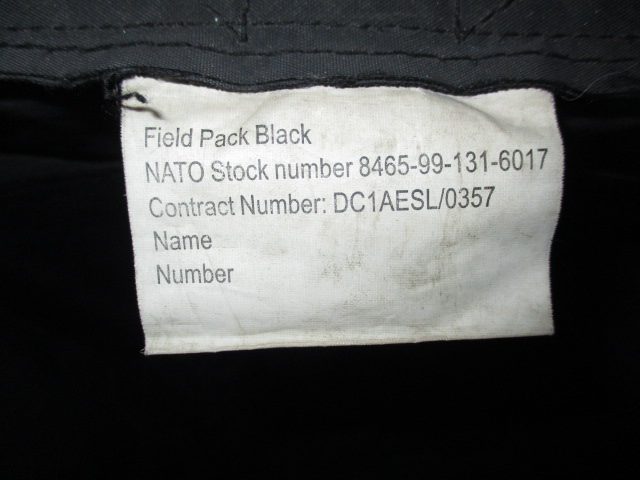 Field Pack Black
NATO Stock number 8465-99-131-6017
Contract Number: DC1AESL/0357
Name
Number